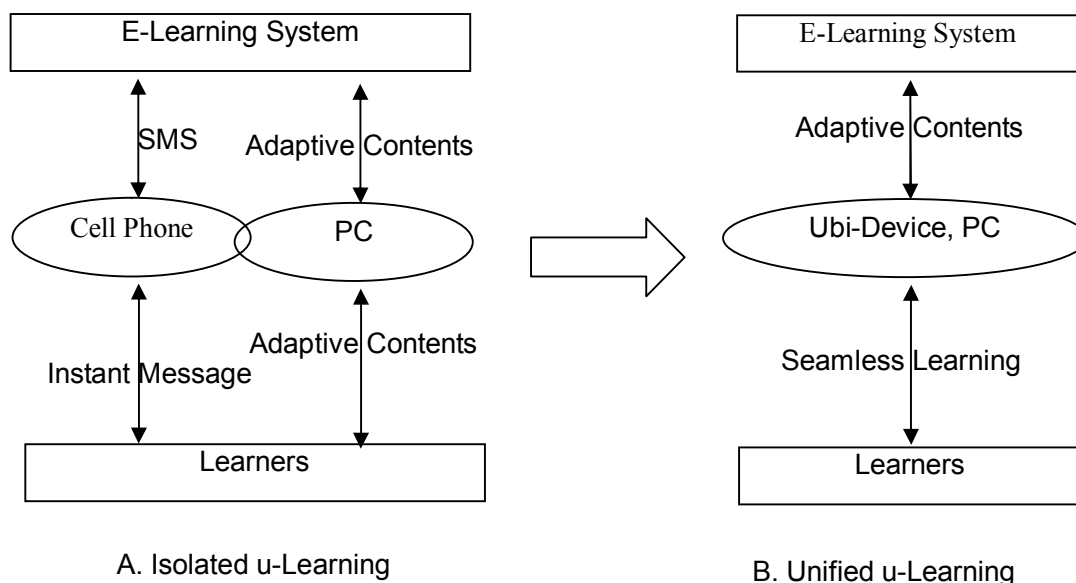 E-Learning System
SMS
Adaptive Contents
Cell Phone
PC
Instant Message
Adaptive Contents
Learners
A. Isolated u-Learning
E-Learning System
Adaptive Contents
Ubi-Device, PC
Seamless Learning
Learners
B. Unified u-Learning